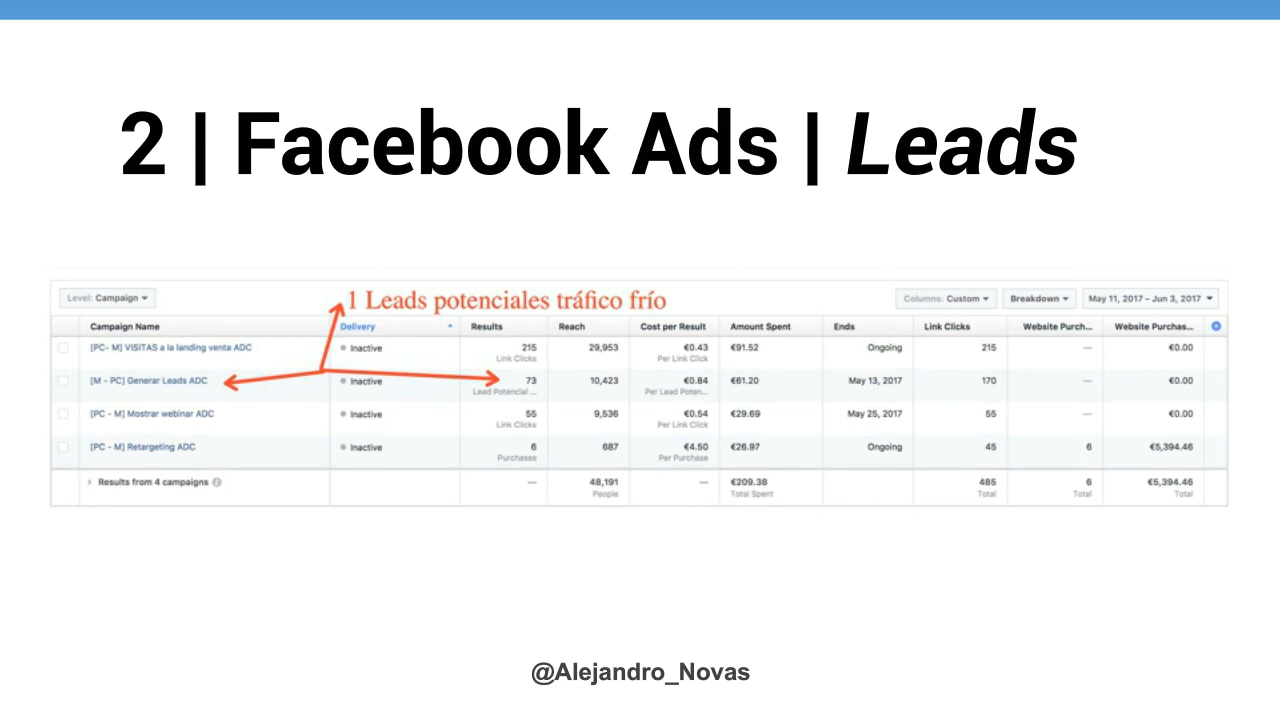 2 | Facebook Ads | Leads
Level: Campaign
1 Leads potenciales tráfico frío
Columns: Custom
Breakdown
May 11, 2017 – Jun 3, 2017
Campaign Name Delivery Results Reach Cost per Result Amount Spent Ends Link Clicks Website Purch... Website Purchas...
[PC- M] VISITAS a la landing venta ADC Inactive 215 29,953 €0.43 €91.52 Ongoing 215 — €0.00
Link Clicks Per Link Click
[M - PC] Generar Leads ADC Inactive 73 10,423 €0.84 €61.20 May 13, 2017 170 — €0.00
Lead Potencial ... Per Lead Poten...
[PC - M] Mostrar webinar ADC Inactive 55 9,536 €0.54 €29.69 May 25, 2017 55 — €0.00
Link Clicks Per Link Click
[PC - M] Retargeting ADC Inactive 6 687 €4.50 €26.97 Ongoing 45 6 €5,394.46
Purchases Per Purchase
Results from 4 campaigns — 48,191 — €209.38 485 6 €5,394.46
People Total Spent Total Total Total
@Alejandro_Novas